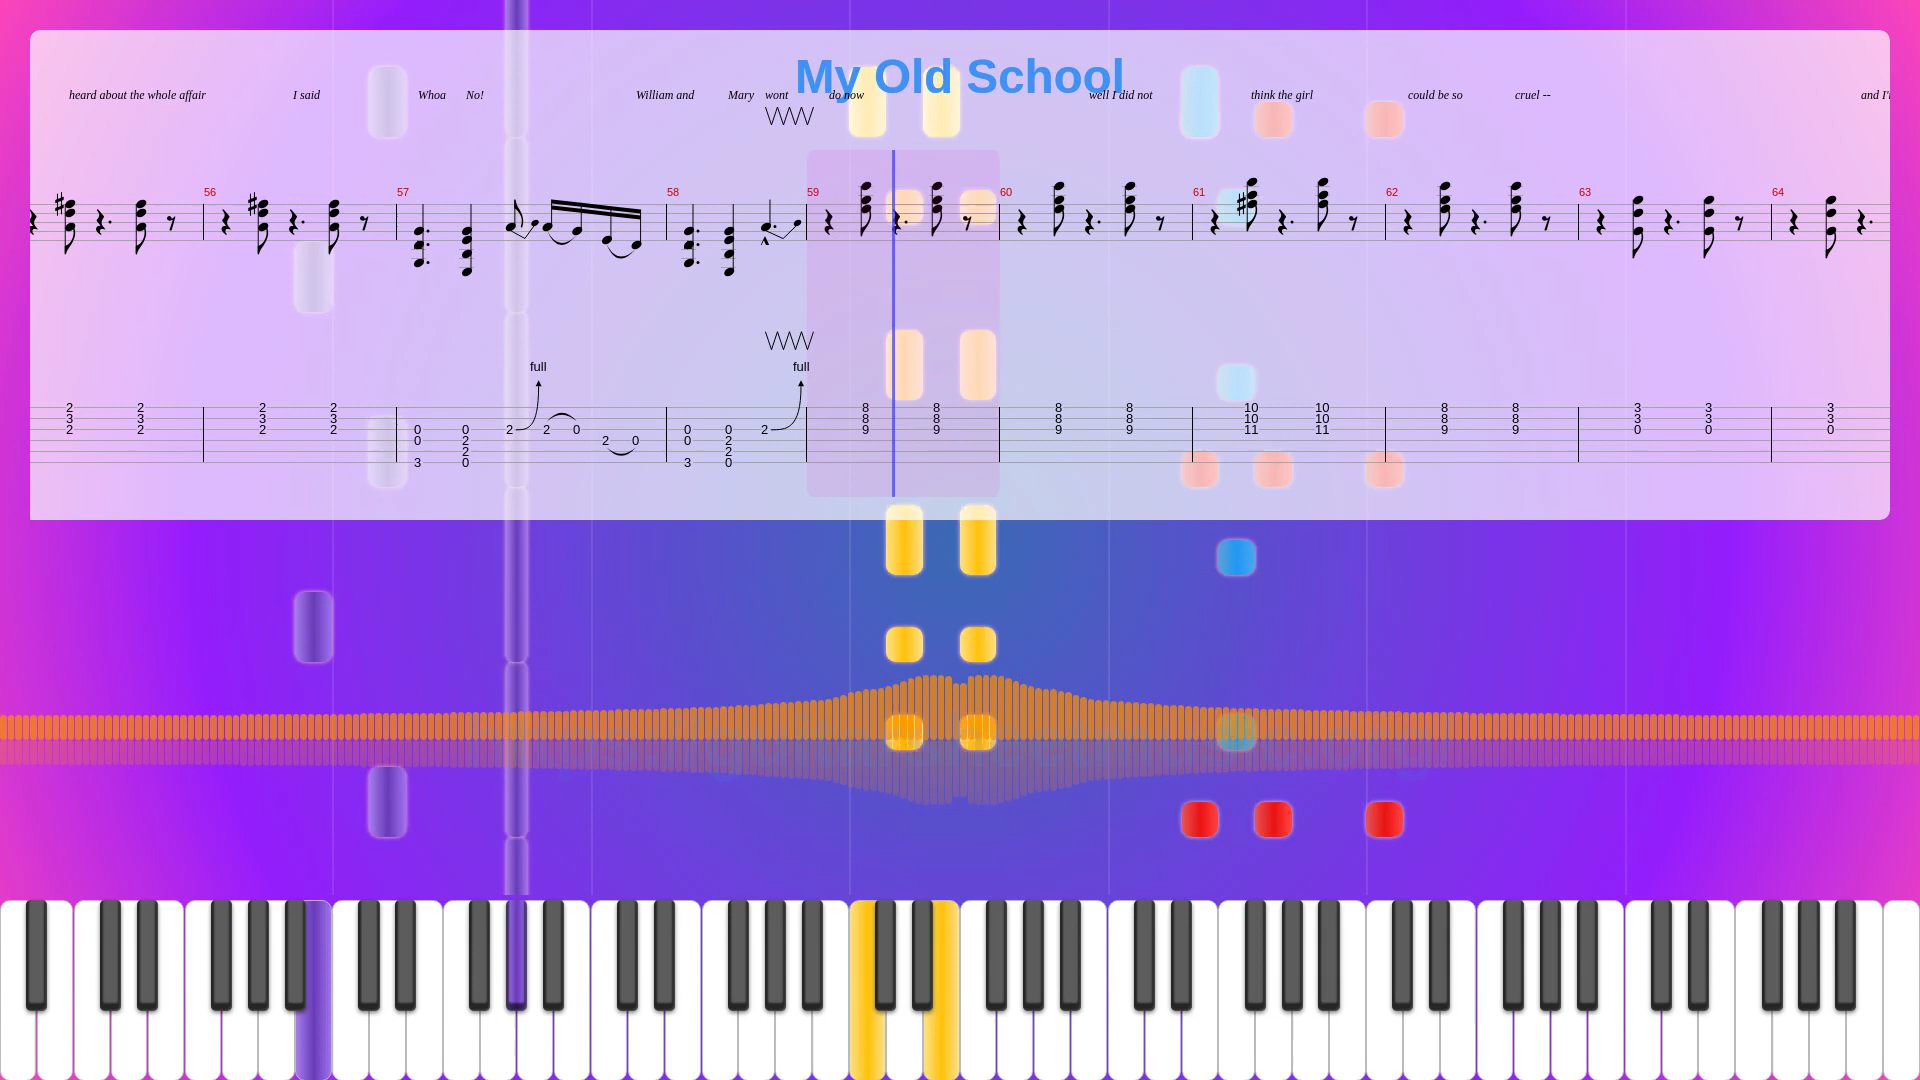 My Old School
heard about the whole affair I said Whoa No! William and Mary wont do now well I did not think the girl could be so cruel --
56 57 58 59 60 61 62 63 64
full full
2 2 2 2 0 0 2 2 0 0 2 8 8 8 8 10 10 8 8 3 3 3
3 3 3 3 0 2 2 0 0 2 8 8 8 8 10 10 8 8 3 3 3
2 2 2 2 3 2 0 3 2 0 9 9 9 9 11 11 9 9 0 0 0